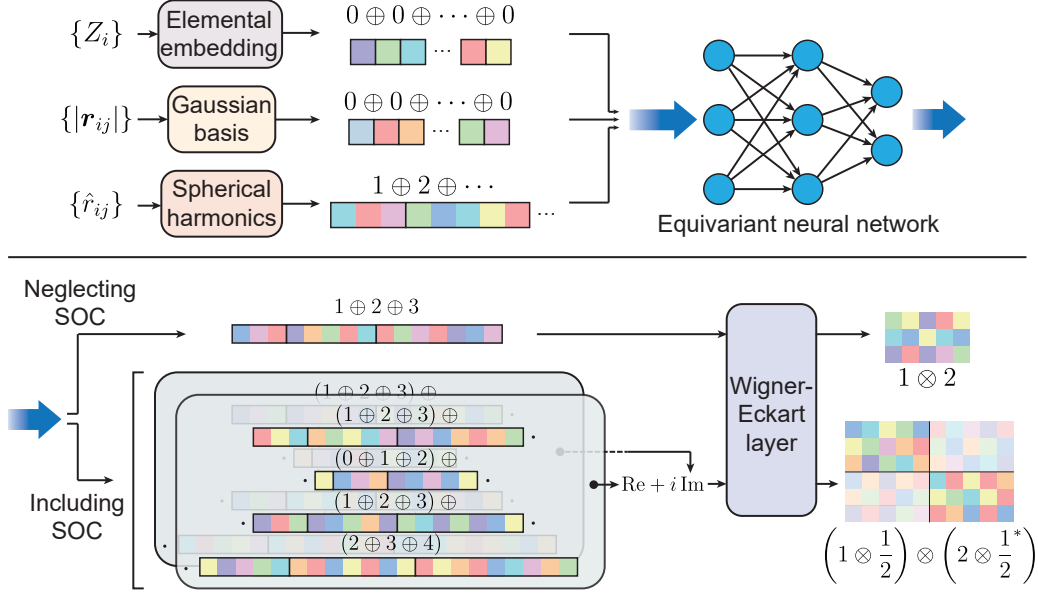 {Z_i}
Elemental
embedding
0 ⊕ 0 ⊕ ⋯ ⊕ 0
...
{|r_ij|}
Gaussian
basis
0 ⊕ 0 ⊕ ⋯ ⊕ 0
...
{r̂_ij}
Spherical
harmonics
1 ⊕ 2 ⊕ ⋯
...
Equivariant neural network
Neglecting
SOC
1 ⊕ 2 ⊕ 3
Including
SOC
(1 ⊕ 2 ⊕ 3) ⊕
(1 ⊕ 2 ⊕ 3) ⊕
(0 ⊕ 1 ⊕ 2) ⊕
(1 ⊕ 2 ⊕ 3) ⊕
(2 ⊕ 3 ⊕ 4)
Re + i Im
Wigner-
Eckart
layer
1 ⊗ 2
(1 ⊗ 1/2) ⊗ (2 ⊗ 1/2*)